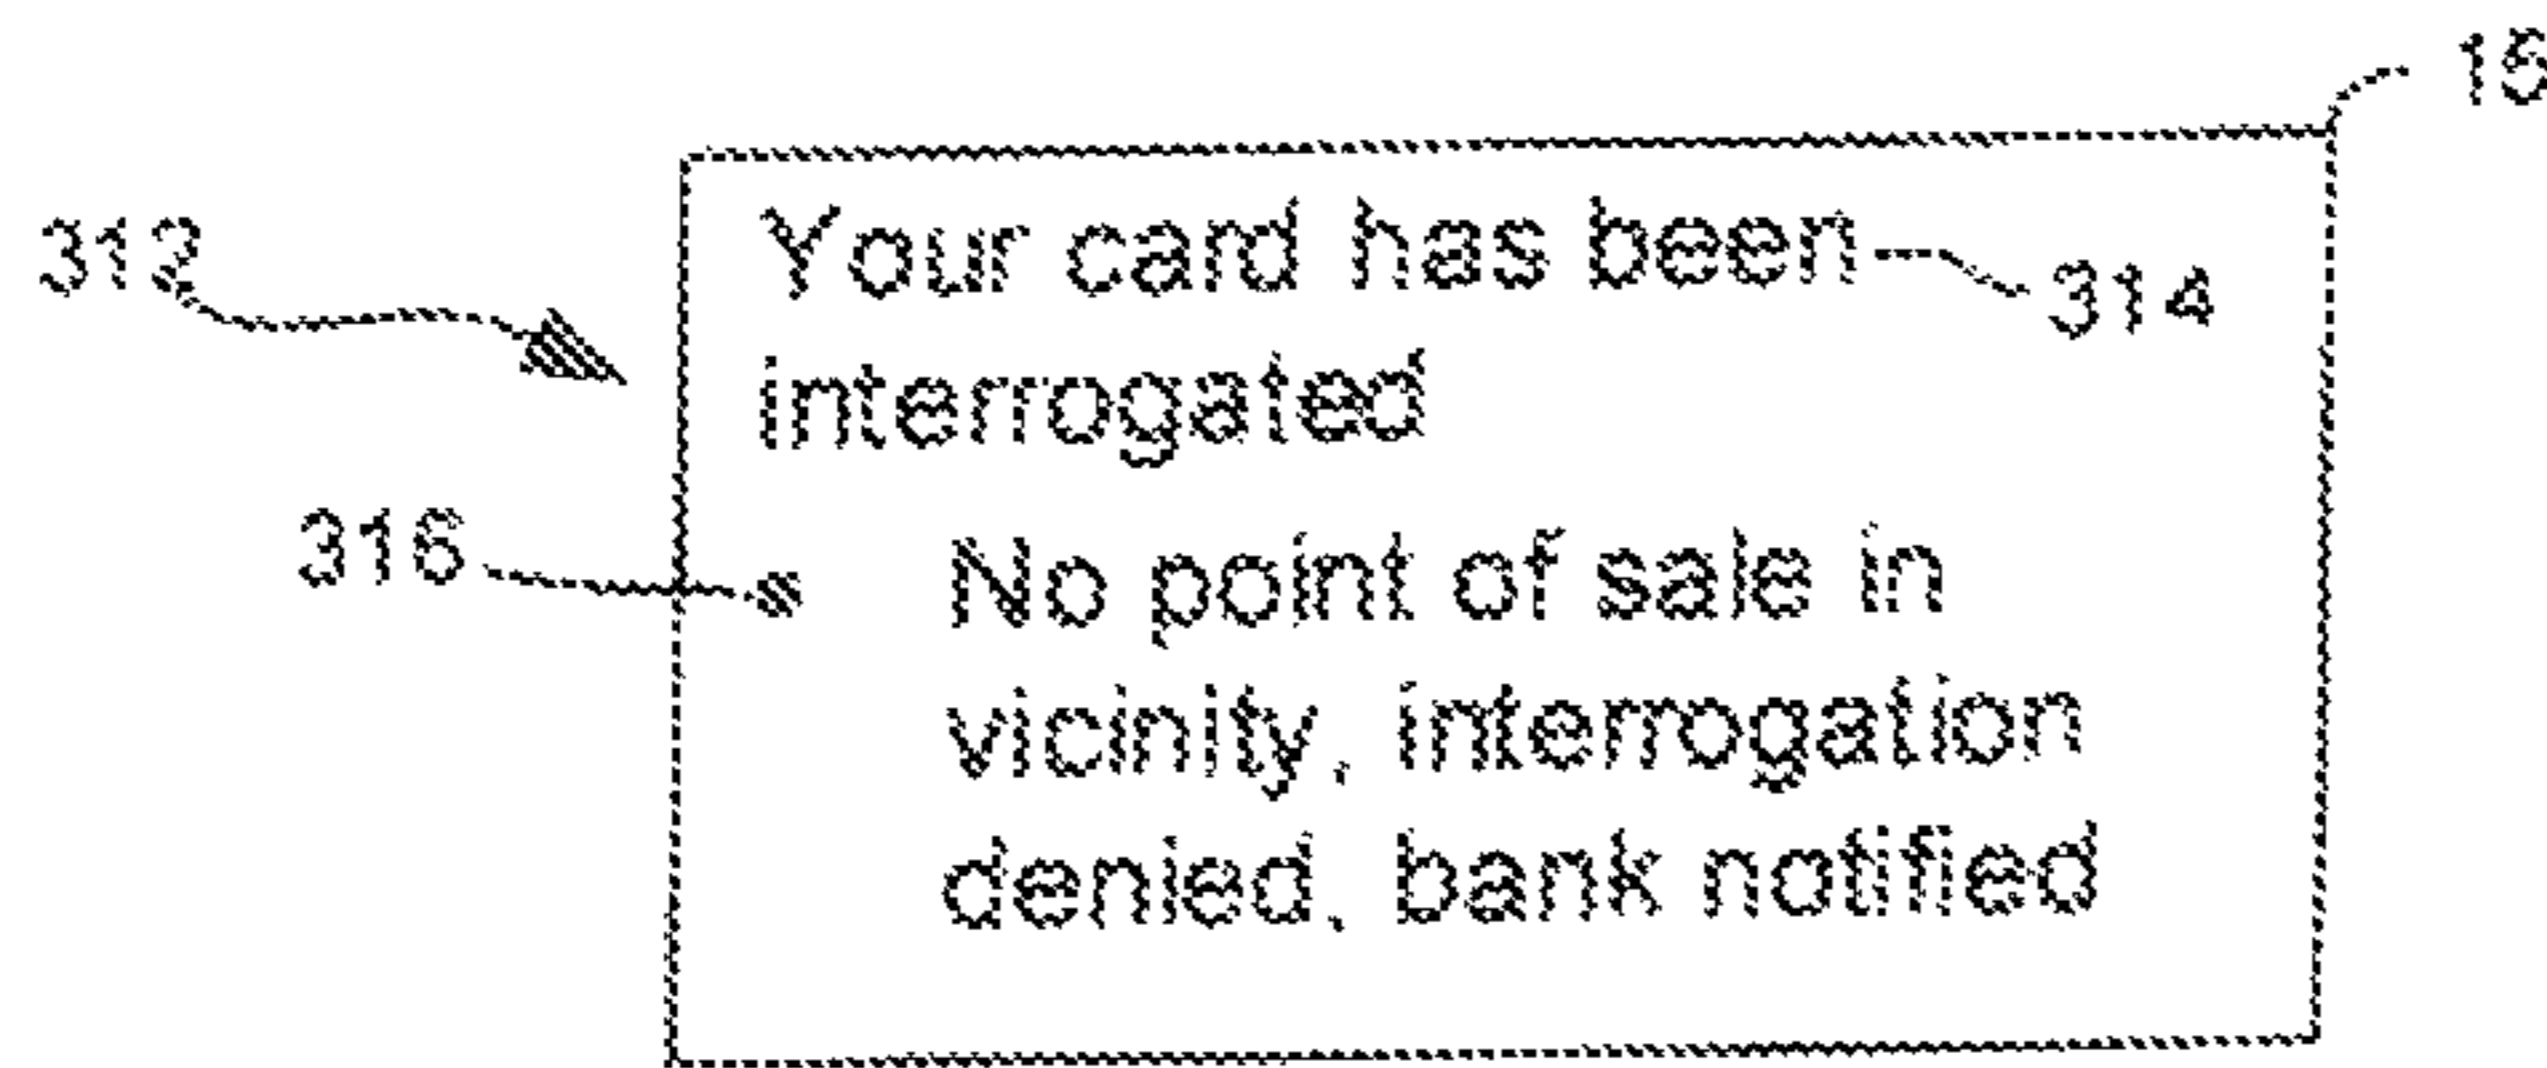 15
Your card has been
312
314
interrogated
316
No point of sale in
vicinity, interrogation
denied, bank notified